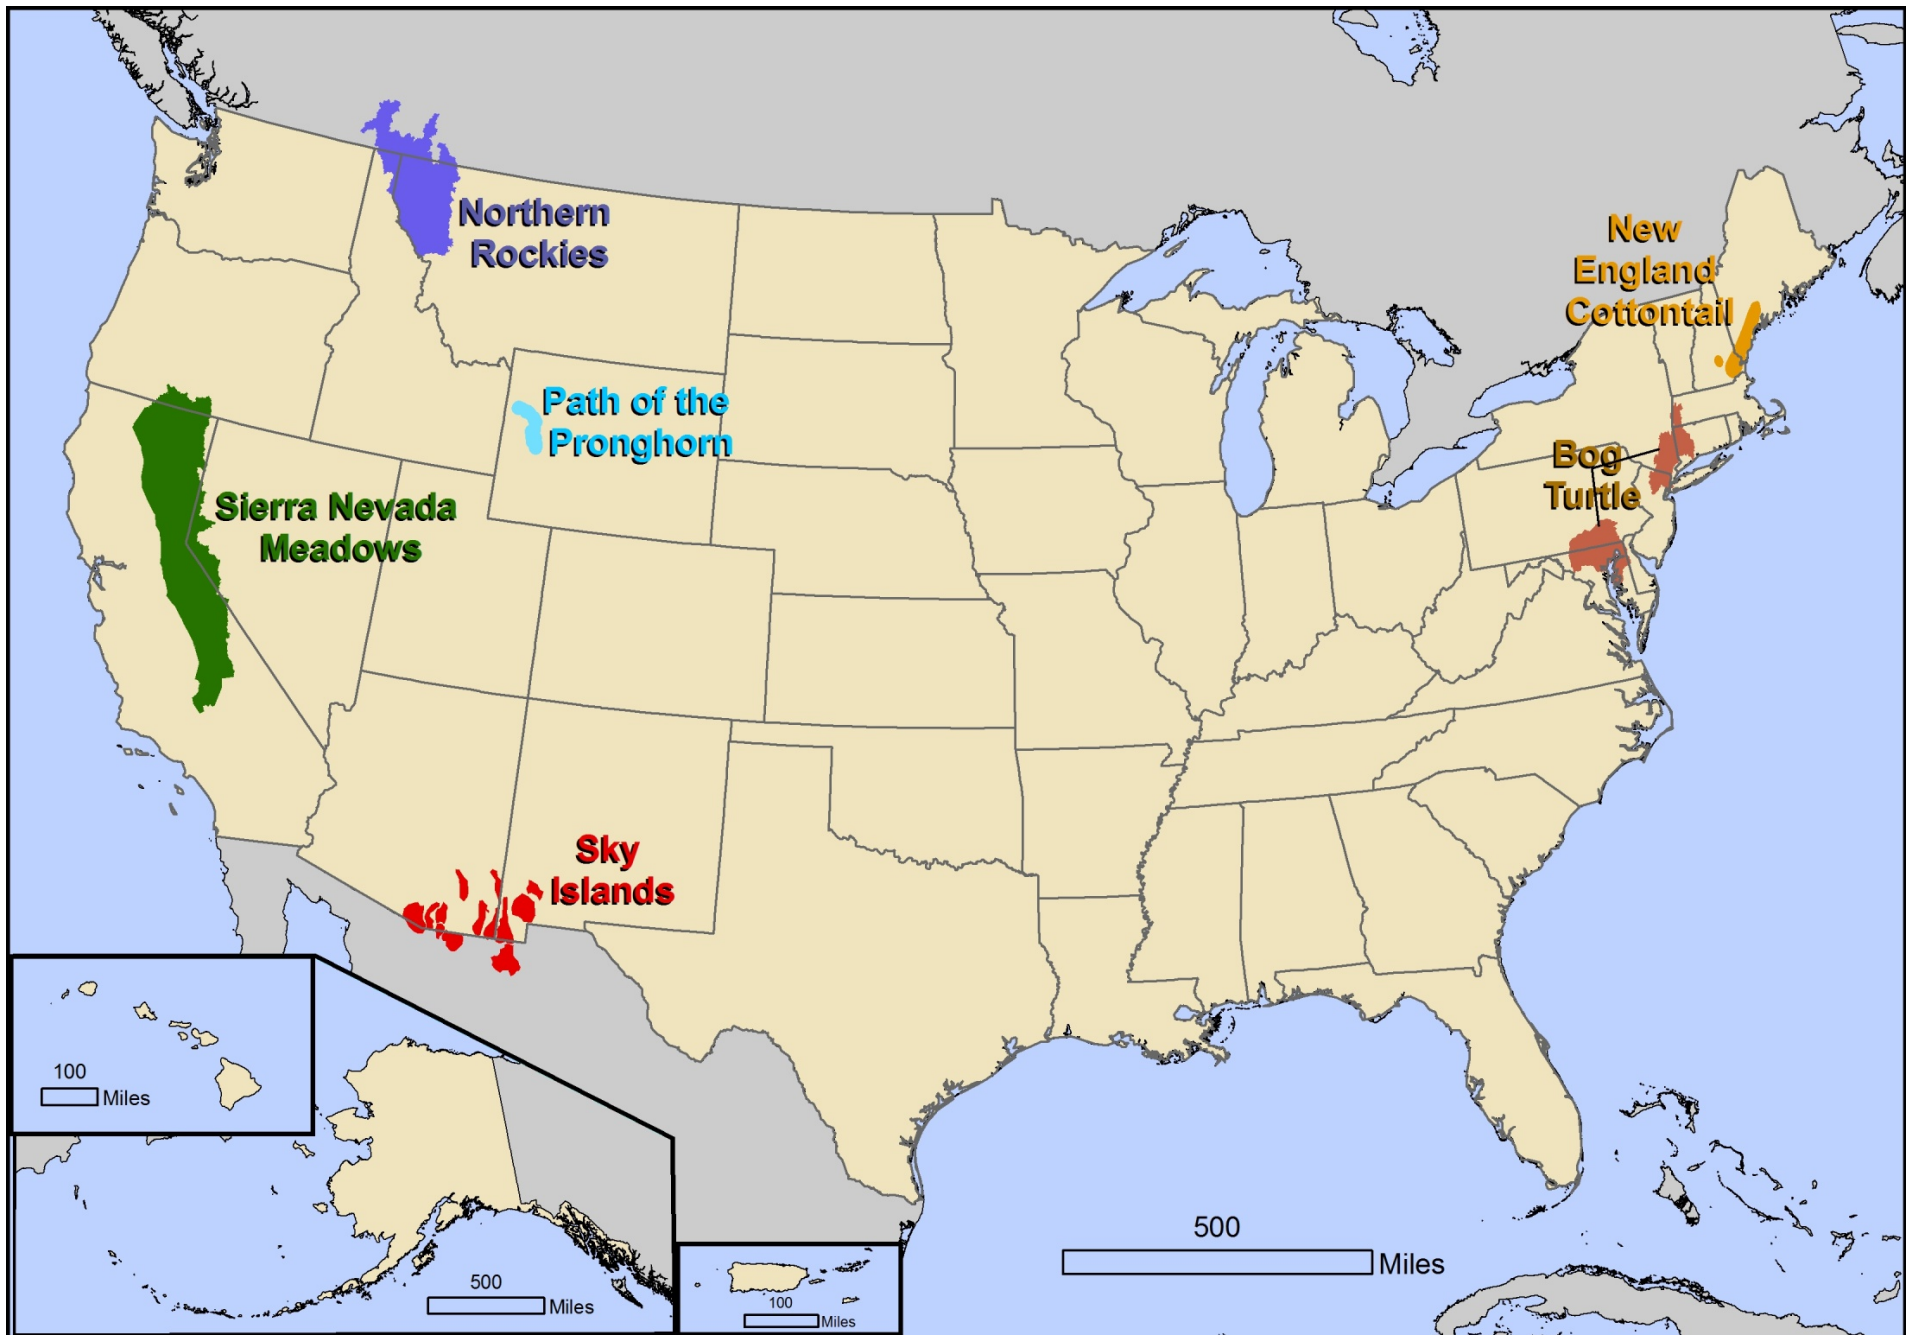 Northern
Rockies
New
England
Cottontail
Path of the
Pronghorn
Bog
Turtle
Sierra Nevada
Meadows
Sky
Islands
100
Miles
500
Miles
100
Miles
500
Miles